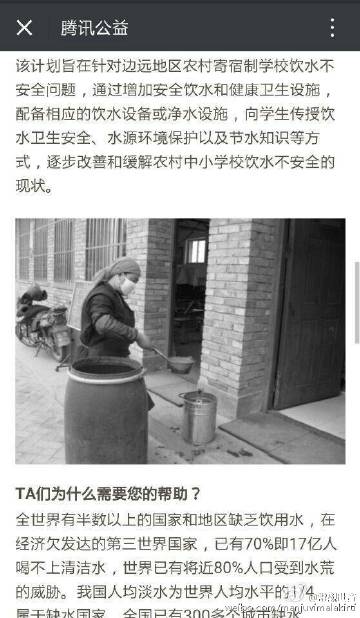 腾讯公益
该计划旨在针对边远地区农村寄宿制学校饮水不
安全问题，通过增加安全饮水和健康卫生设施，
配备相应的饮水设备或净水设施，向学生传授饮
水卫生安全、水源环境保护以及节水知识等方
式，逐步改善和缓解农村中小学校饮水不安全的
现状。
TA们为什么需要您的帮助？
全世界有半数以上的国家和地区缺乏饮用水，在
经济欠发达的第三世界国家，已有70%即17亿人
喝不上清洁水，世界已有将近80%人口受到水荒
的威胁。我国人均淡水为世界人均水平的1/4，
属于缺水国家，全国已有300多个城市缺水，
weibo.com/manjuvimalakirti